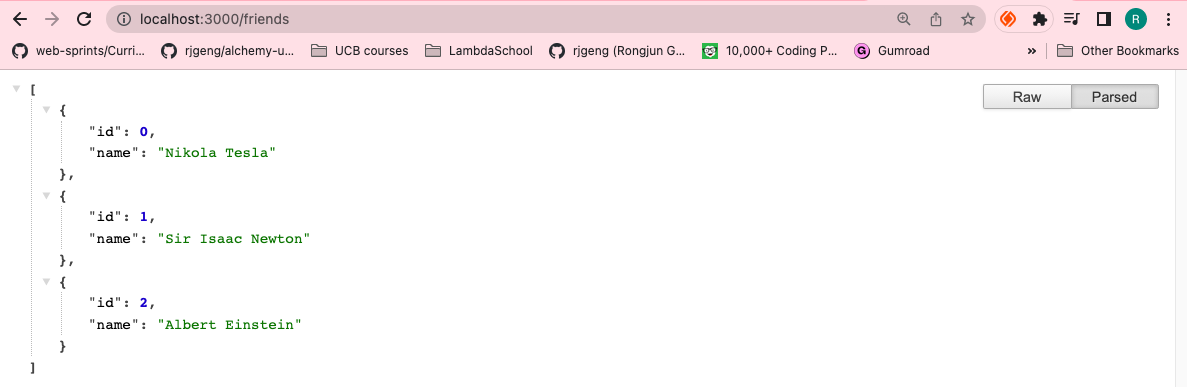 localhost:3000/friends
R
web-sprints/Curri...
rjgeng/alchemy-u...
UCB courses
LambdaSchool
rjgeng (Rongjun G...
10,000+ Coding P...
G Gumroad
»
Other Bookmarks
Raw Parsed
[
{
"id": 0,
"name": "Nikola Tesla"
},
{
"id": 1,
"name": "Sir Isaac Newton"
},
{
"id": 2,
"name": "Albert Einstein"
}
]